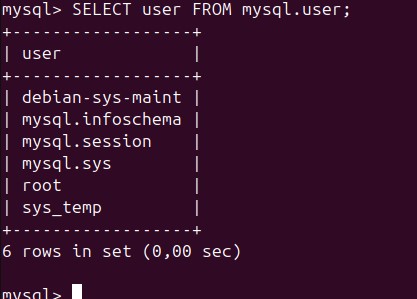 mysql> SELECT user FROM mysql.user;
+------------------+
| user             |
+------------------+
| debian-sys-maint |
| mysql.infoschema |
| mysql.session    |
| mysql.sys        |
| root             |
| sys_temp         |
+------------------+
6 rows in set (0,00 sec)
mysql>